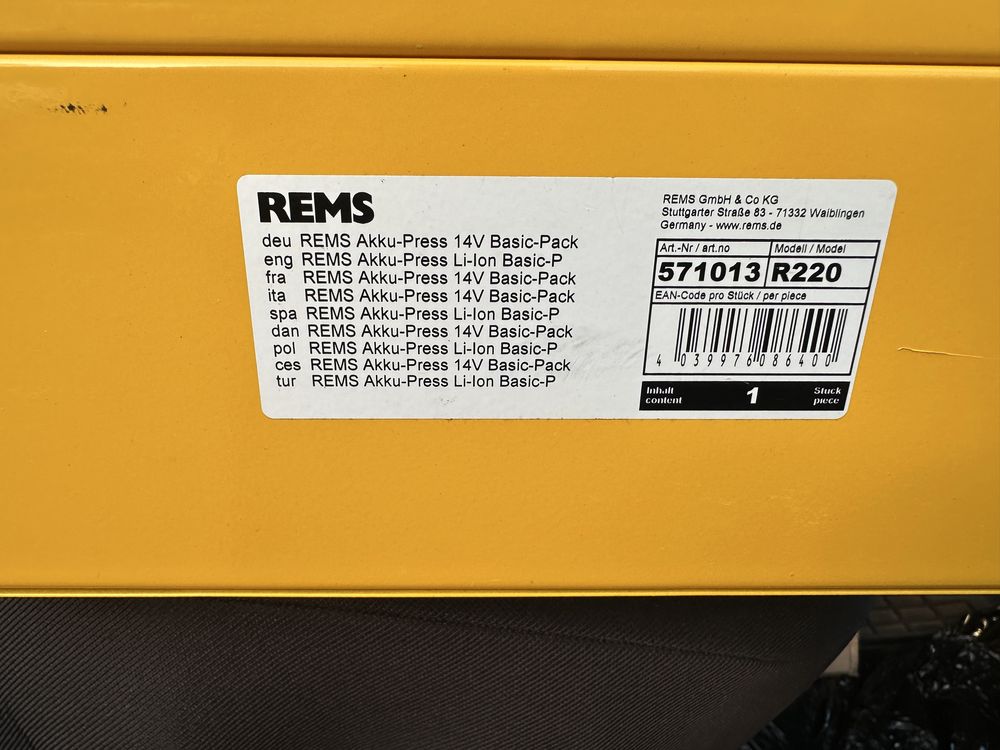 REMS
deu REMS Akku-Press 14V Basic-Pack
eng REMS Akku-Press Li-Ion Basic-P
fra REMS Akku-Press 14V Basic-Pack
ita REMS Akku-Press 14V Basic-Pack
spa REMS Akku-Press Li-Ion Basic-P
dan REMS Akku-Press 14V Basic-Pack
pol REMS Akku-Press Li-Ion Basic-P
ces REMS Akku-Press 14V Basic-Pack
tur REMS Akku-Press Li-Ion Basic-P
REMS GmbH & Co KG
Stuttgarter Straße 83 - 71332 Waiblingen
Germany - www.rems.de
Art.-Nr / art.no Modell / Model
571013 R220
EAN-Code pro Stück / per piece
4 039976 086400
Inhalt 1 Stück
content piece